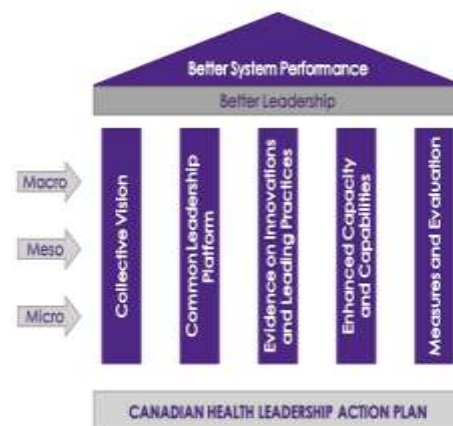 Better System Performance
Better Leadership
Macro
Meso
Micro
Collective Vision
Common Leadership
Platform
Evidence on Innovations
and Leading Practices
Enhanced Capacity
and Capabilities
Measures and Evaluation
CANADIAN HEALTH LEADERSHIP ACTION PLAN